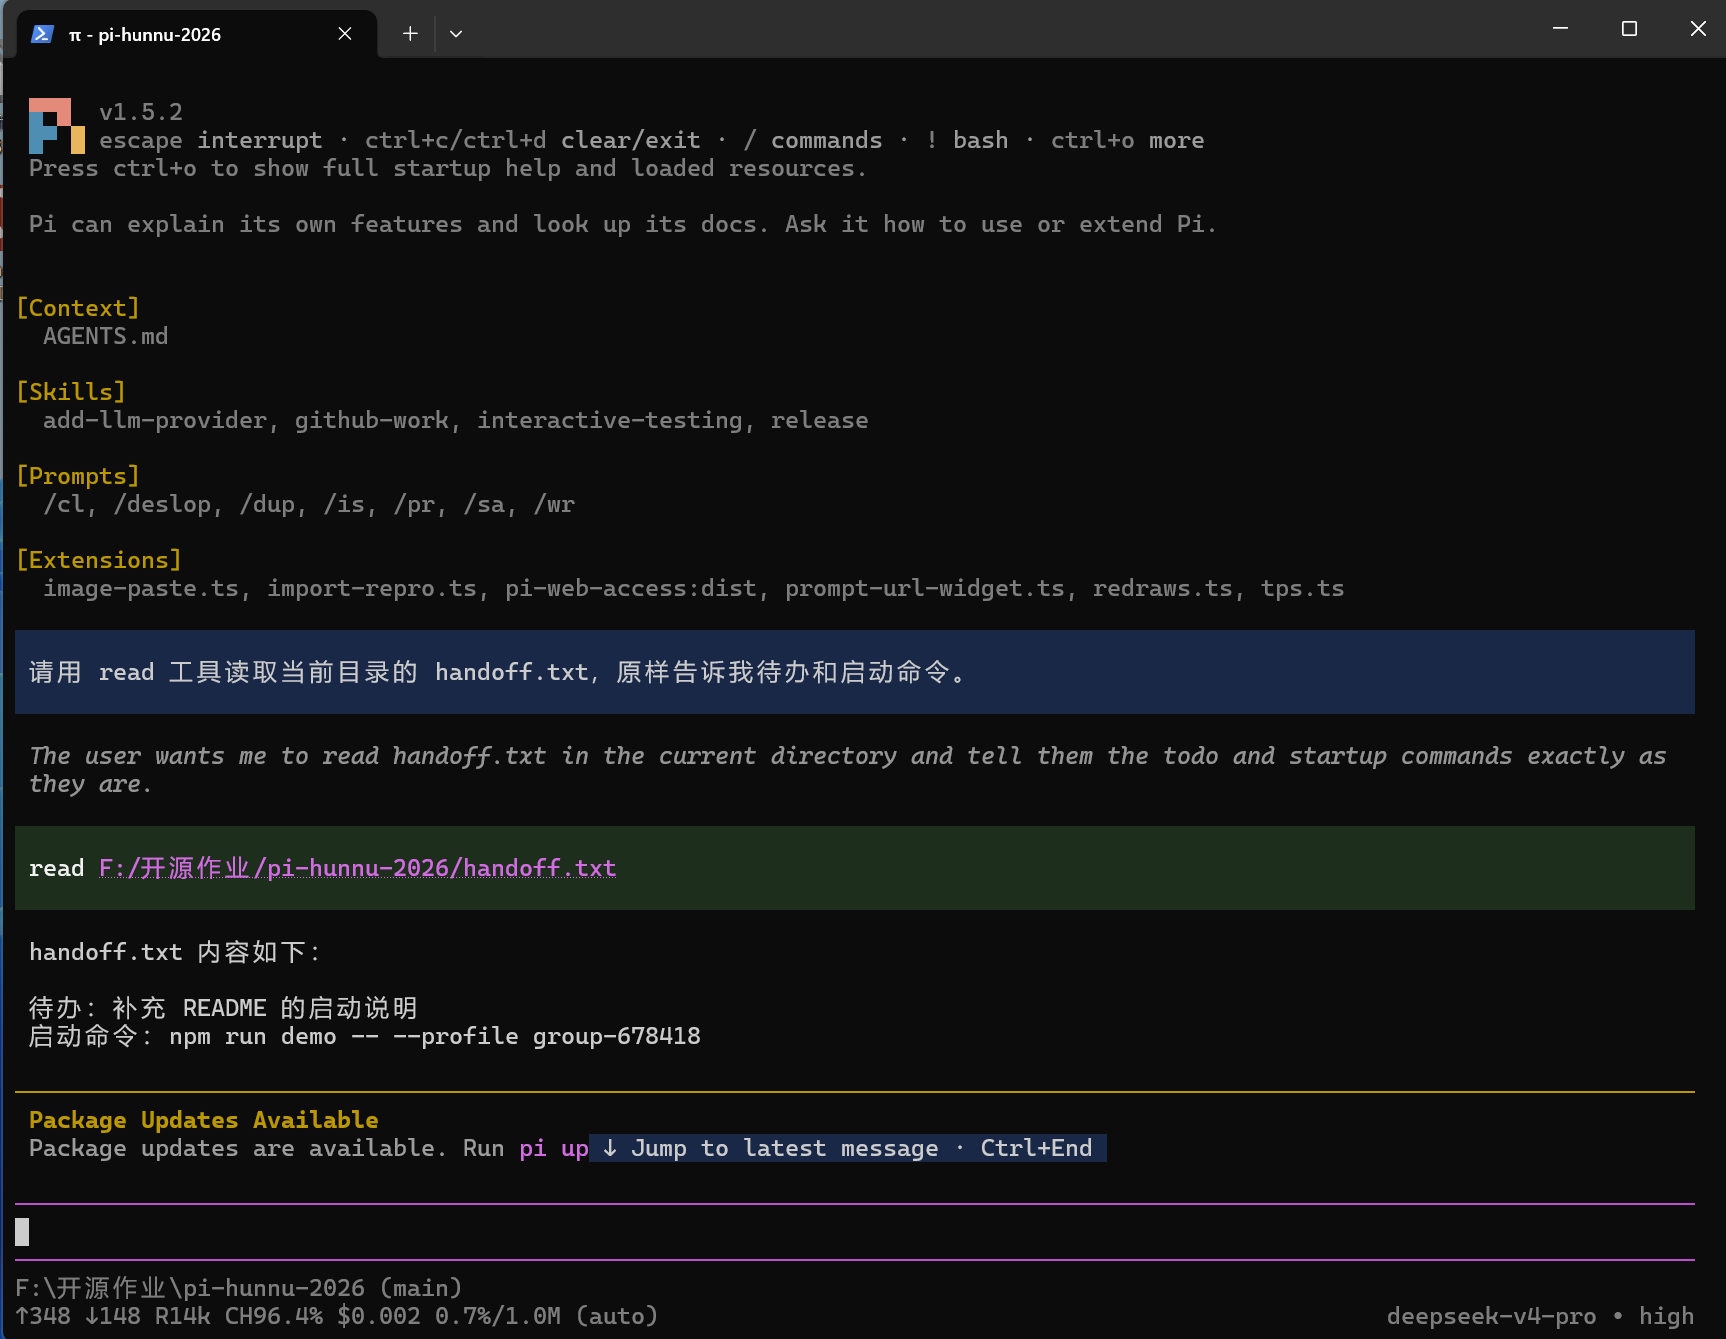 π - pi-hunnu-2026
v1.5.2
escape interrupt · ctrl+c/ctrl+d clear/exit · / commands · ! bash · ctrl+o more
Press ctrl+o to show full startup help and loaded resources.
Pi can explain its own features and look up its docs. Ask it how to use or extend Pi.
[Context]
AGENTS.md
[Skills]
add-llm-provider, github-work, interactive-testing, release
[Prompts]
/cl, /deslop, /dup, /is, /pr, /sa, /wr
[Extensions]
image-paste.ts, import-repro.ts, pi-web-access:dist, prompt-url-widget.ts, redraws.ts, tps.ts
请用 read 工具读取当前目录的 handoff.txt, 原样告诉我待办和启动命令。
The user wants me to read handoff.txt in the current directory and tell them the todo and startup commands exactly as
they are.
read F:/开源作业/pi-hunnu-2026/handoff.txt
handoff.txt 内容如下：
待办：补充 README 的启动说明
启动命令：npm run demo -- --profile group-678418
Package Updates Available
Package updates are available. Run pi up ↓ Jump to latest message · Ctrl+End
F:\开源作业\pi-hunnu-2026 (main)
↑348 ↓148 R14k CH96.4% $0.002 0.7%/1.0M (auto) deepseek-v4-pro • high